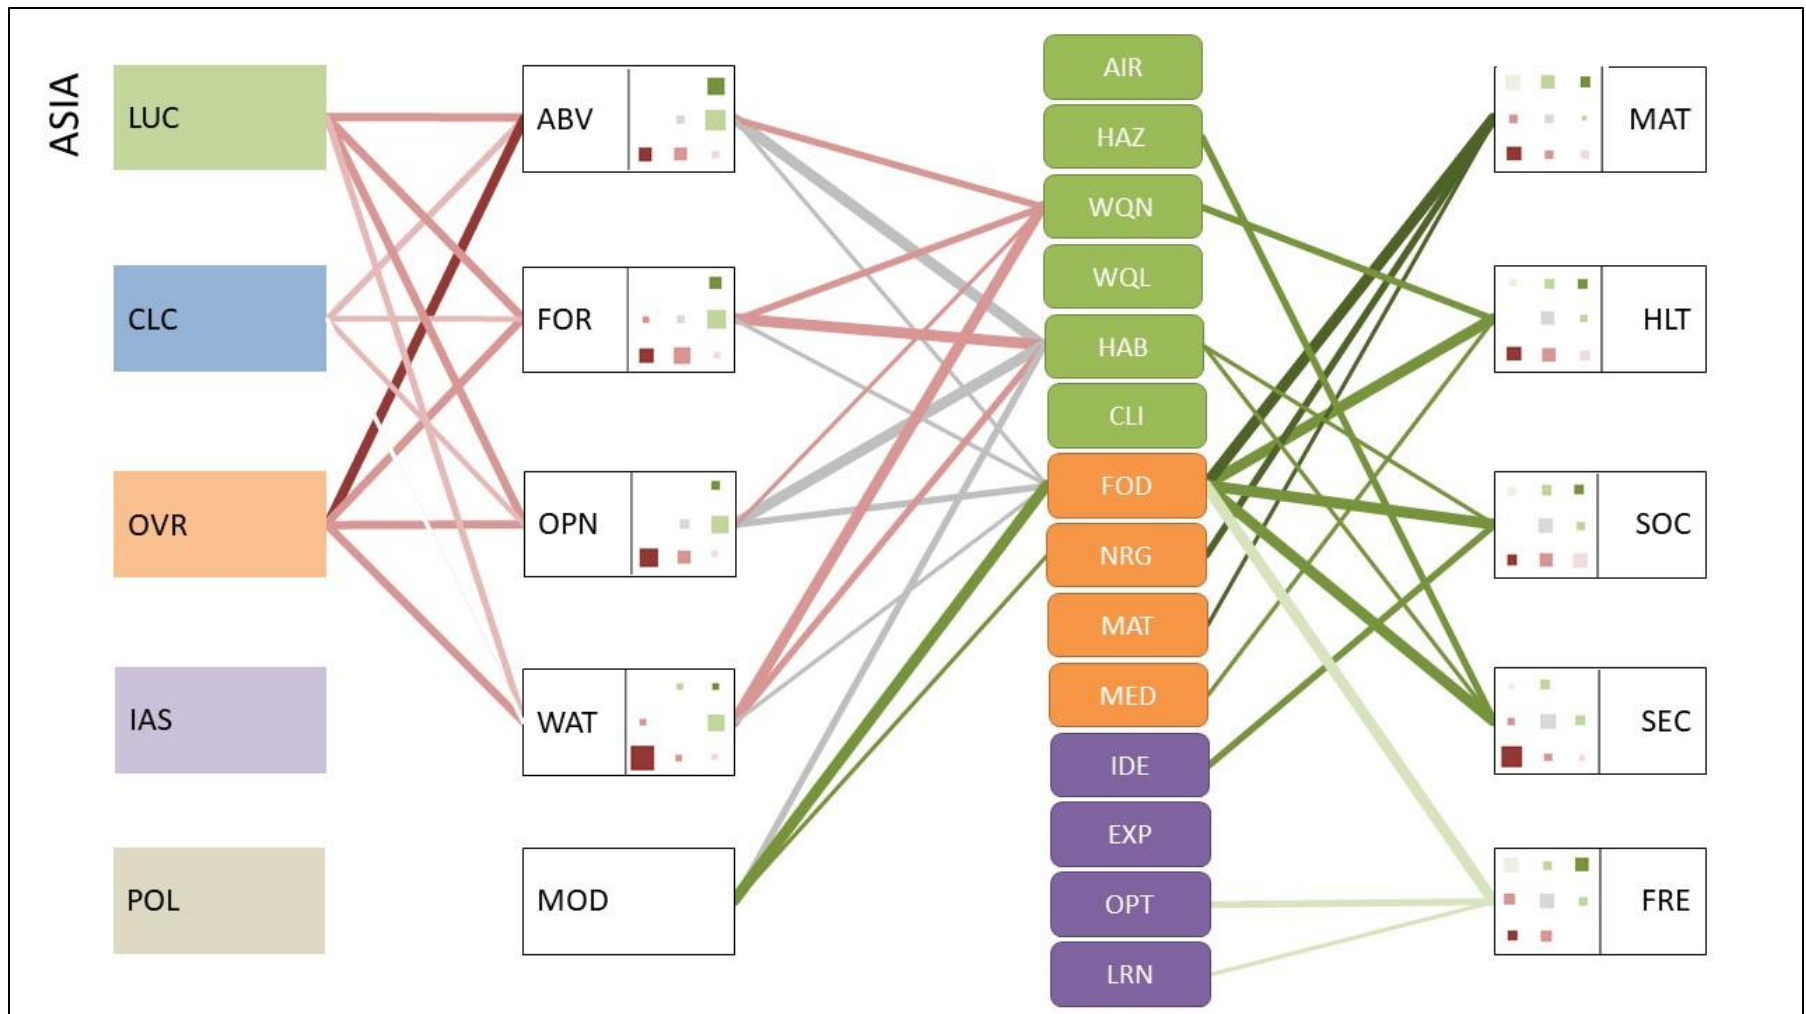 ASIA
LUC
CLC
OVR
IAS
POL
ABV
FOR
OPN
WAT
MOD
AIR
HAZ
WQN
WQL
HAB
CLI
FOD
NRG
MAT
MED
IDE
EXP
OPT
LRN
MAT
HLT
SOC
SEC
FRE